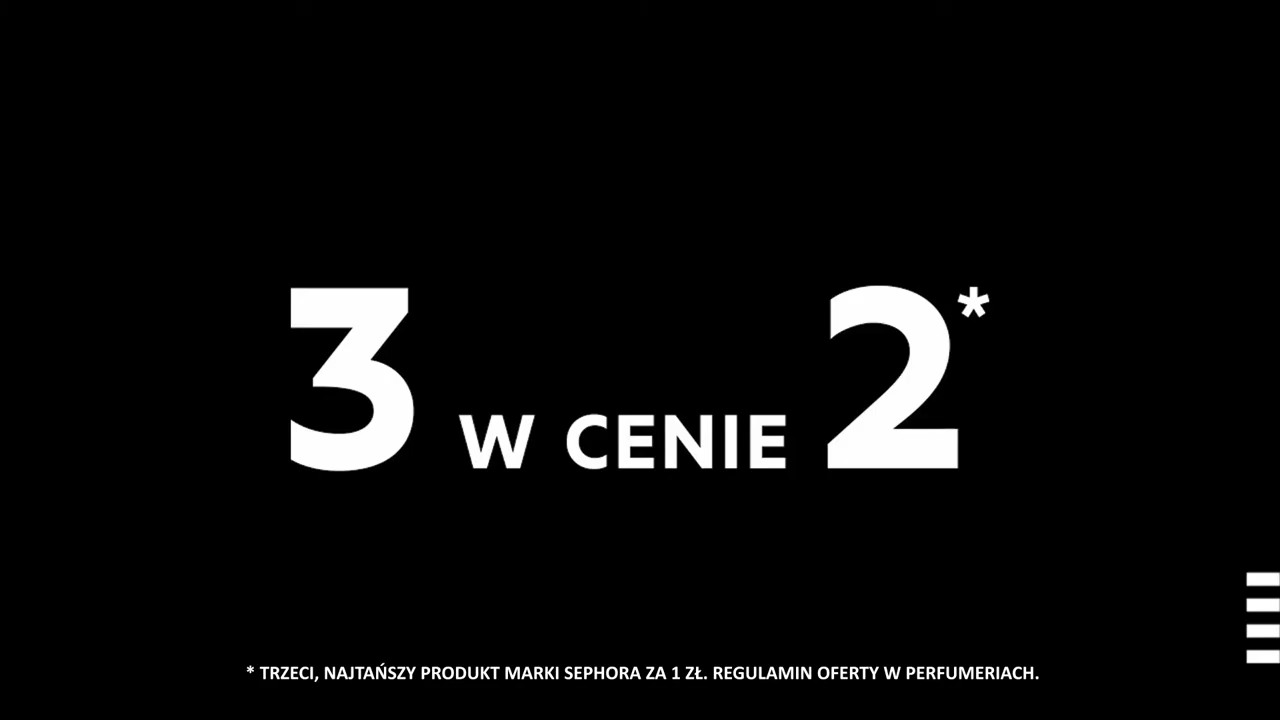 3 W CENIE 2*
* TRZECI, NAJTAŃSZY PRODUKT MARKI SEPHORA ZA 1 ZŁ. REGULAMIN OFERTY W PERFUMERIACH.